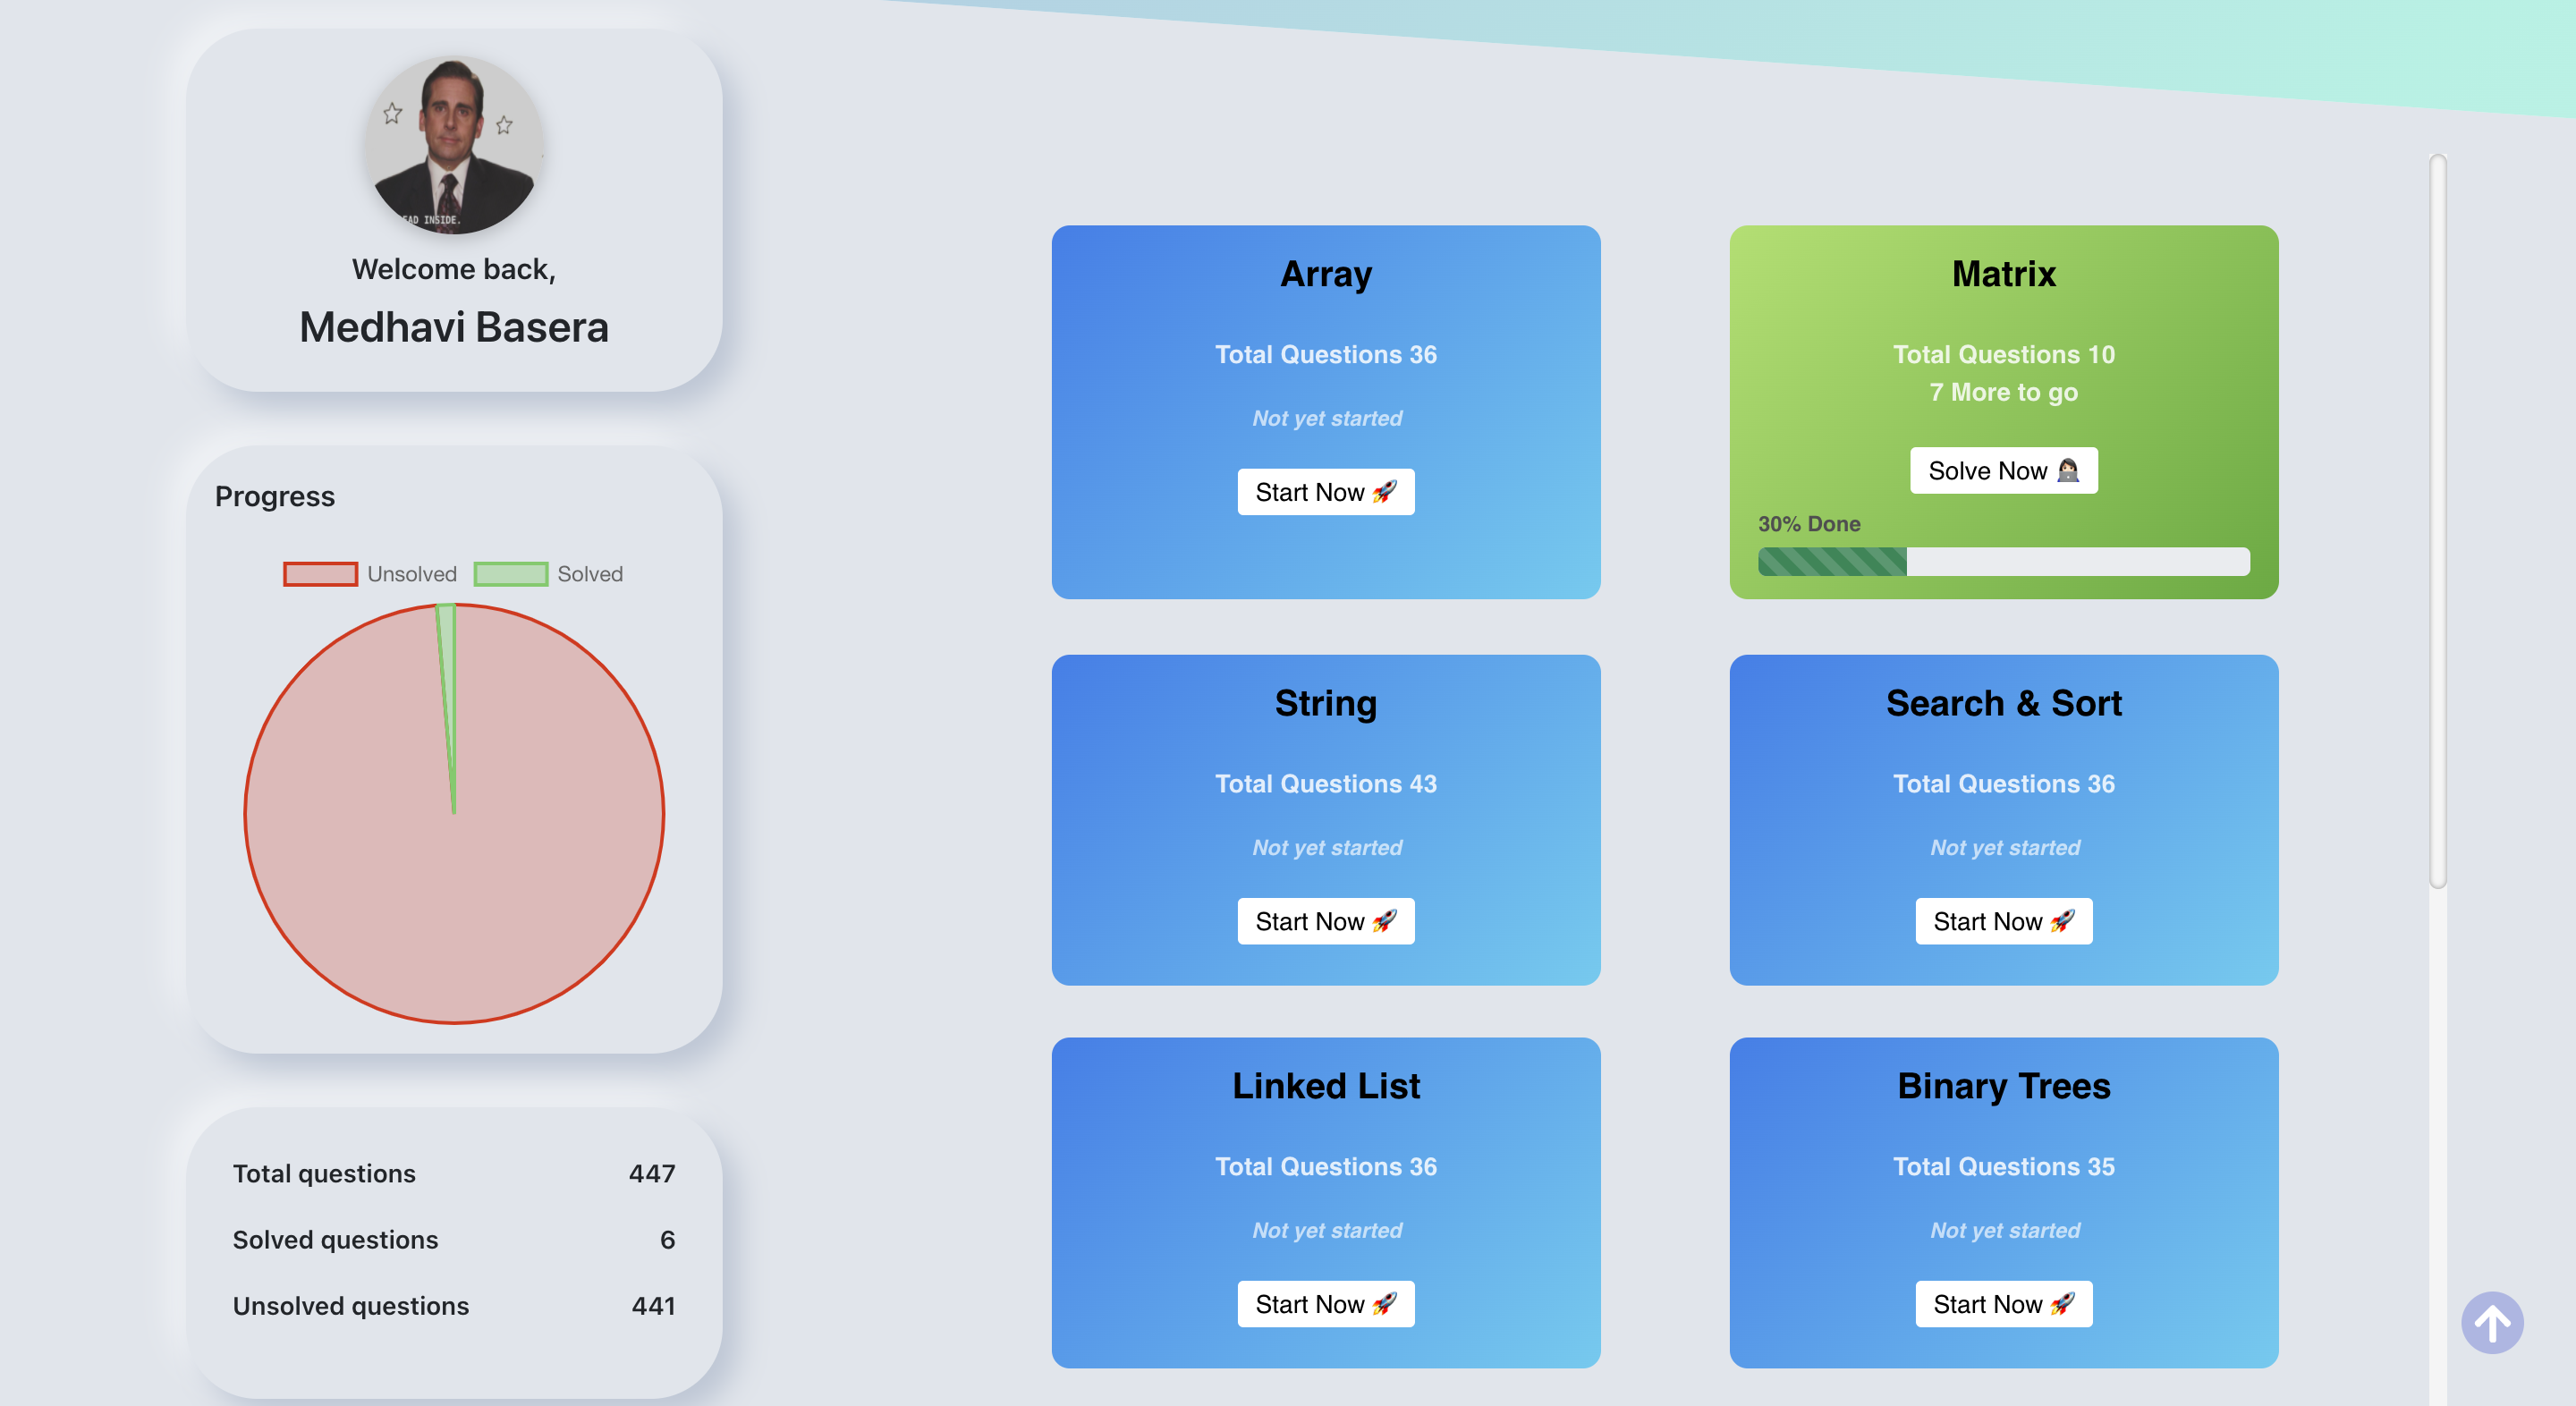 SAD INSIDE.
Welcome back,
Medhavi Basera
Progress
Unsolved
Solved
Total questions 447
Solved questions 6
Unsolved questions 441
Array
Total Questions 36
Not yet started
Start Now 🚀
Matrix
Total Questions 10
7 More to go
Solve Now 👩🏻‍💻
30% Done
String
Total Questions 43
Not yet started
Start Now 🚀
Search & Sort
Total Questions 36
Not yet started
Start Now 🚀
Linked List
Total Questions 36
Not yet started
Start Now 🚀
Binary Trees
Total Questions 35
Not yet started
Start Now 🚀